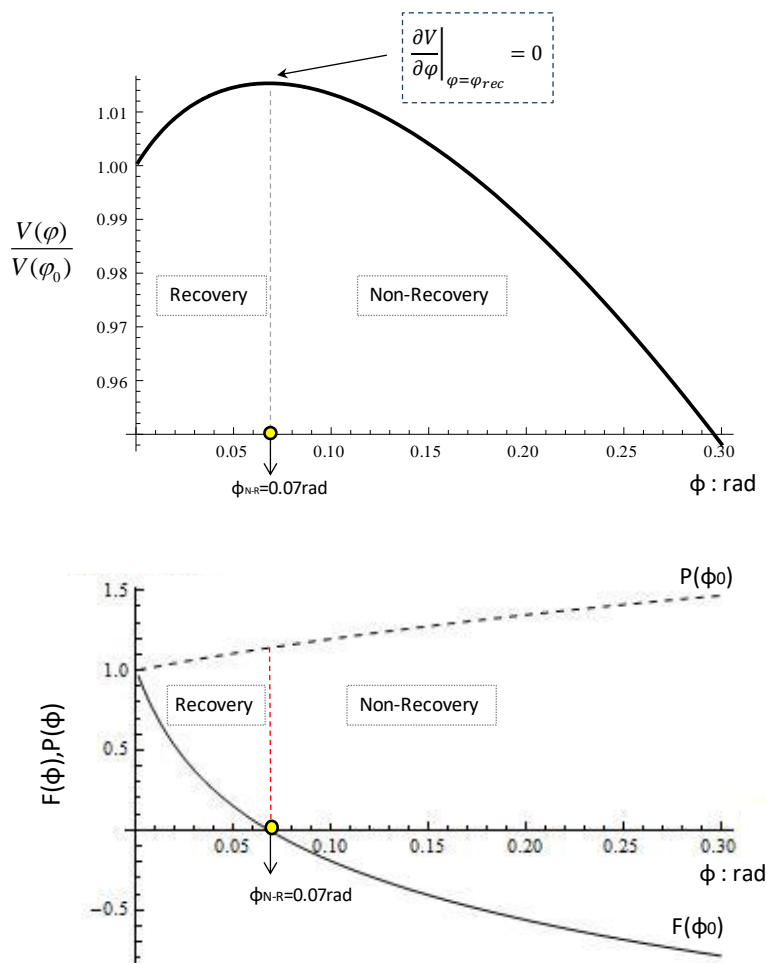 ∂V/∂φ|φ=φrec = 0
1.01
1.00
0.99
V(φ)/V(φ0)
0.98
Recovery
Non-Recovery
0.97
0.96
0.05 0.10 0.15 0.20 0.25 0.30
ϕN-R=0.07rad
ϕ : rad
P(ϕ0)
1.5
1.0
Recovery
Non-Recovery
F(ϕ),P(ϕ)
0.5
0.05 0.10 0.15 0.20 0.25 0.30
ϕ : rad
ϕN-R=0.07rad
−0.5
F(ϕ0)